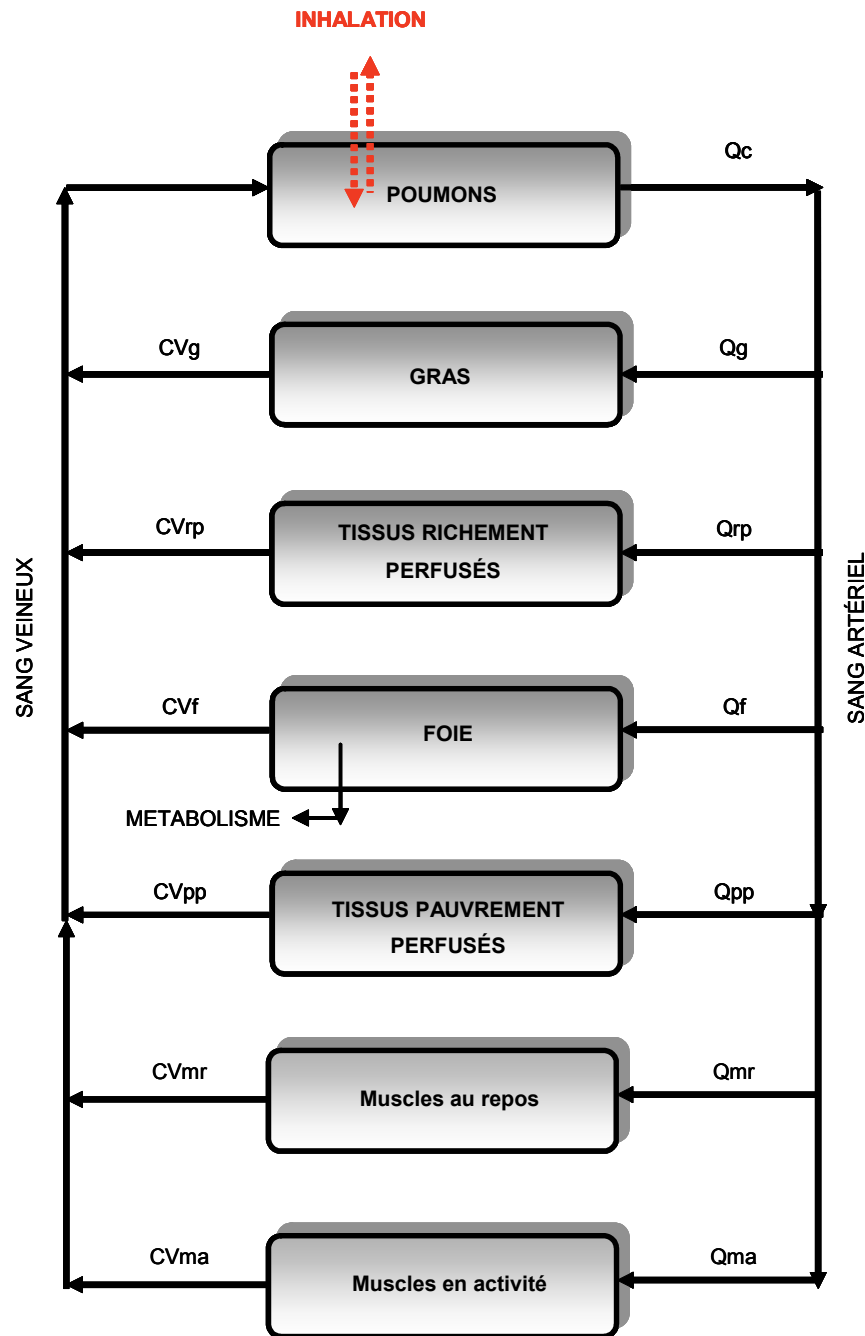 INHALATION
Qc
POUMONS
CVg
Qg
GRAS
CVrp
TISSUS RICHEMENT
PERFUSÉS
Qrp
SANG VEINEUX
SANG ARTÉRIEL
CVf
FOIE
Qf
METABOLISME
CVpp
TISSUS PAUVREMENT
PERFUSÉS
Qpp
CVmr
Muscles au repos
Qmr
CVma
Muscles en activité
Qma